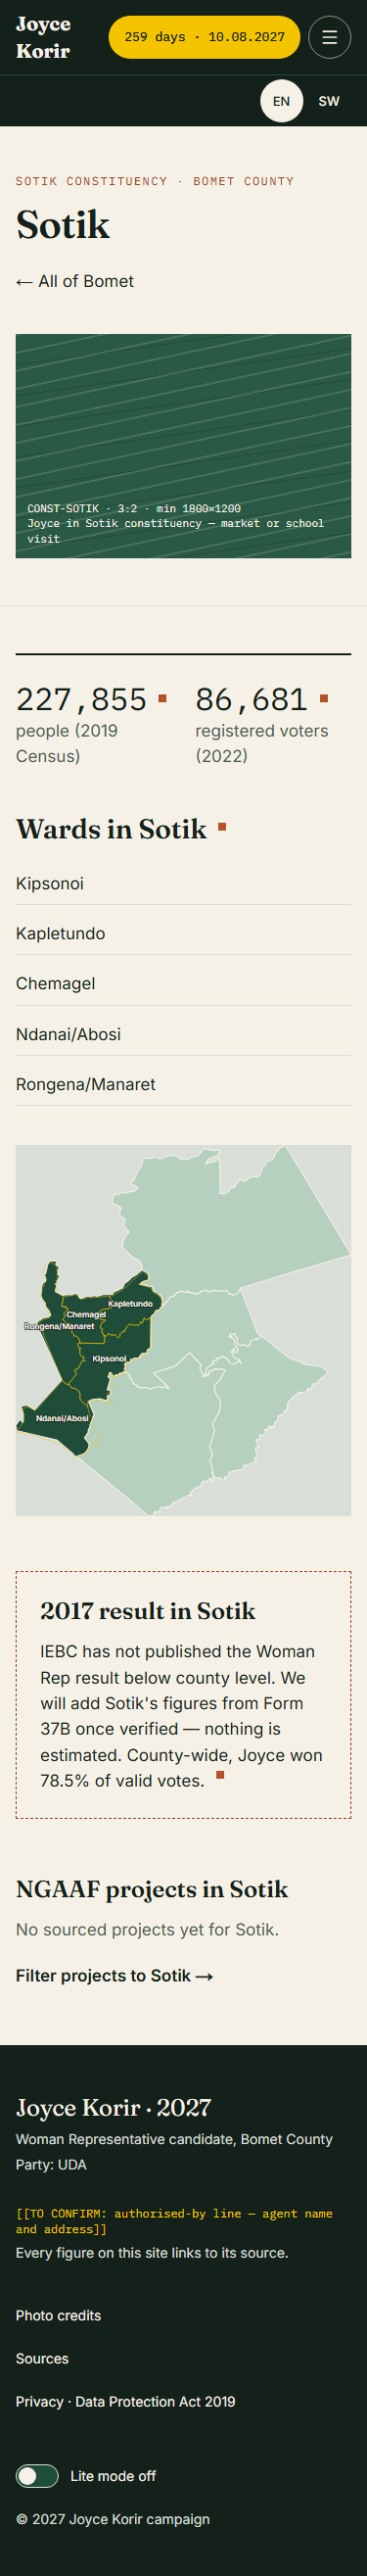 Joyce
Korir
259 days · 10.08.2027
EN
SW
SOTIK CONSTITUENCY · BOMET COUNTY
Sotik
← All of Bomet
CONST-SOTIK · 3:2 · min 1800×1200
Joyce in Sotik constituency — market or school
visit
227,855
people (2019
Census)
86,681
registered voters
(2022)
Wards in Sotik
Kipsonoi
Kapletundo
Chemagel
Ndanai/Abosi
Rongena/Manaret
Kapletundo
Chemagel
Rongena/Manaret
Kipsonoi
Ndanai/Abosi
2017 result in Sotik
IEBC has not published the Woman
Rep result below county level. We
will add Sotik's figures from Form
37B once verified — nothing is
estimated. County-wide, Joyce won
78.5% of valid votes.
NGAAF projects in Sotik
No sourced projects yet for Sotik.
Filter projects to Sotik →
Joyce Korir · 2027
Woman Representative candidate, Bomet County
Party: UDA
[[TO CONFIRM: authorised-by line — agent name
and address]]
Every figure on this site links to its source.
Photo credits
Sources
Privacy · Data Protection Act 2019
Lite mode off
© 2027 Joyce Korir campaign